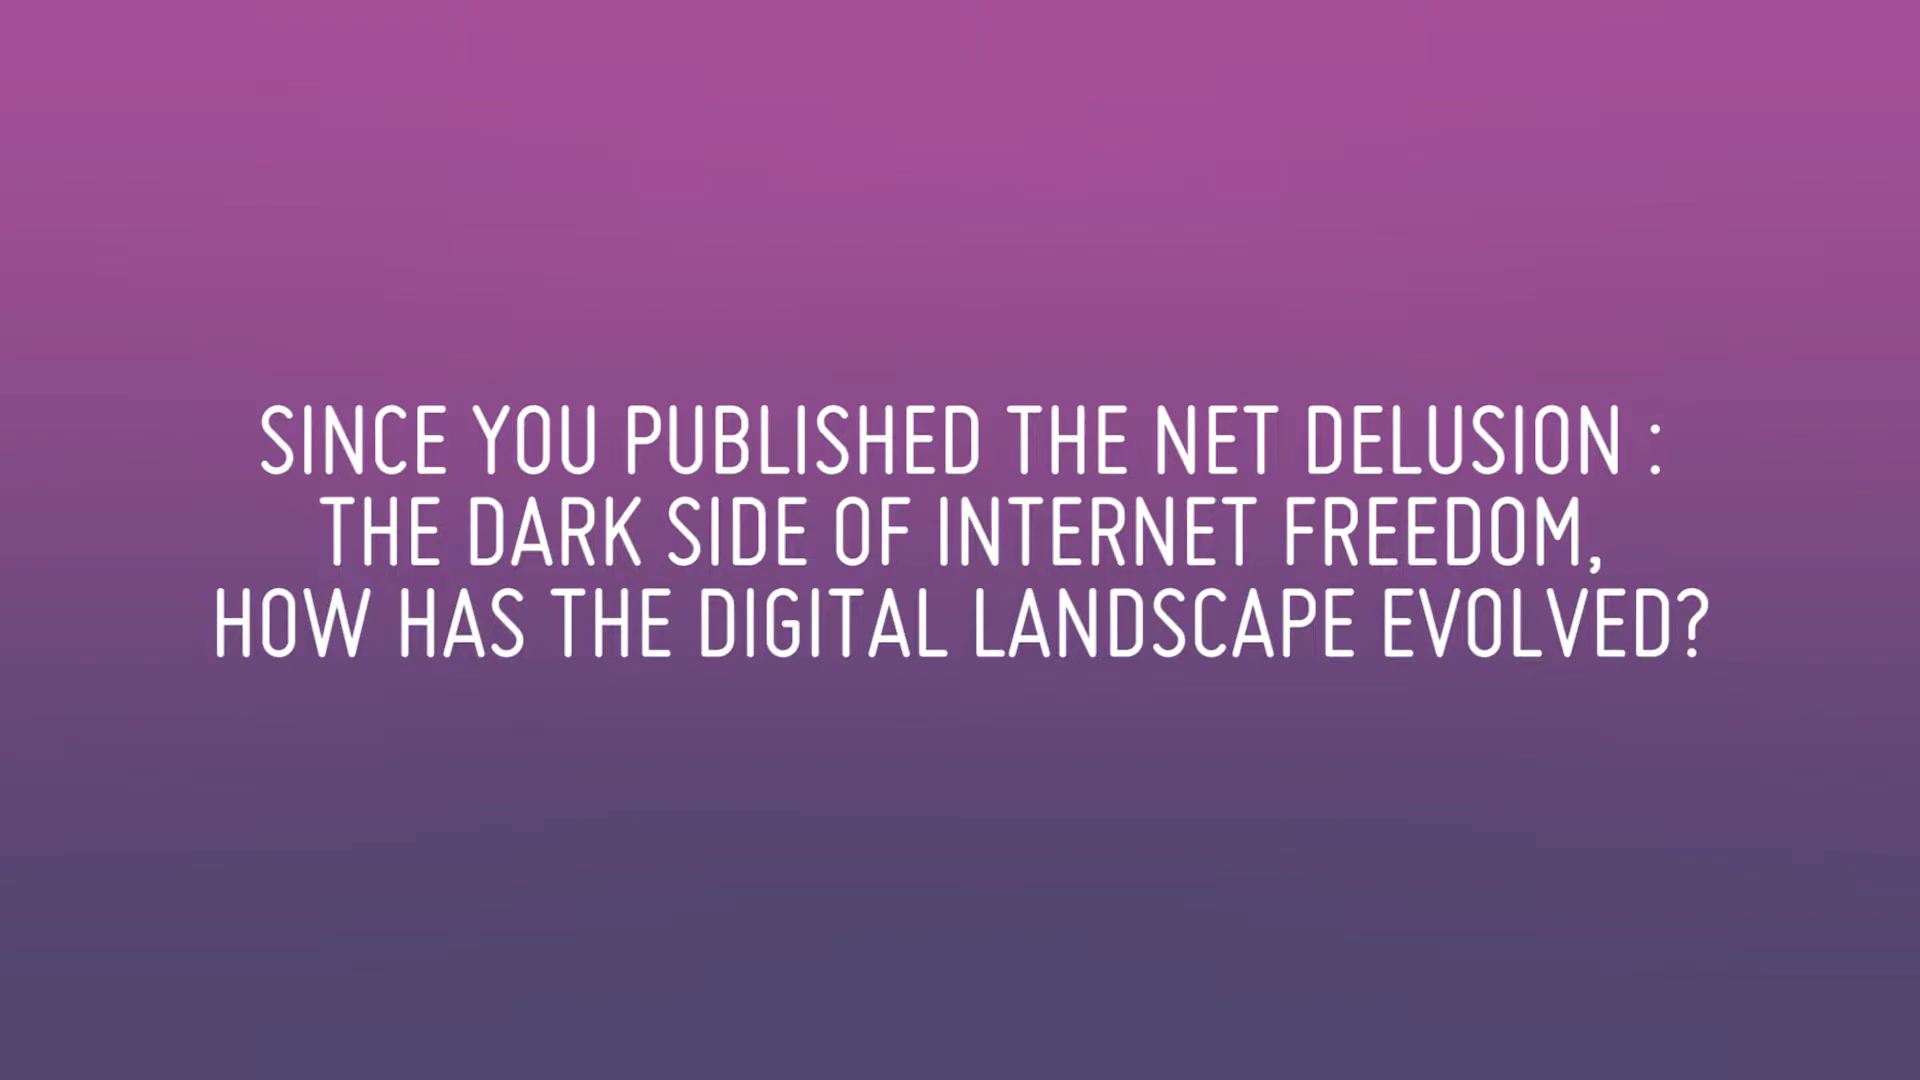 SINCE YOU PUBLISHED THE NET DELUSION :
THE DARK SIDE OF INTERNET FREEDOM,
HOW HAS THE DIGITAL LANDSCAPE EVOLVED?